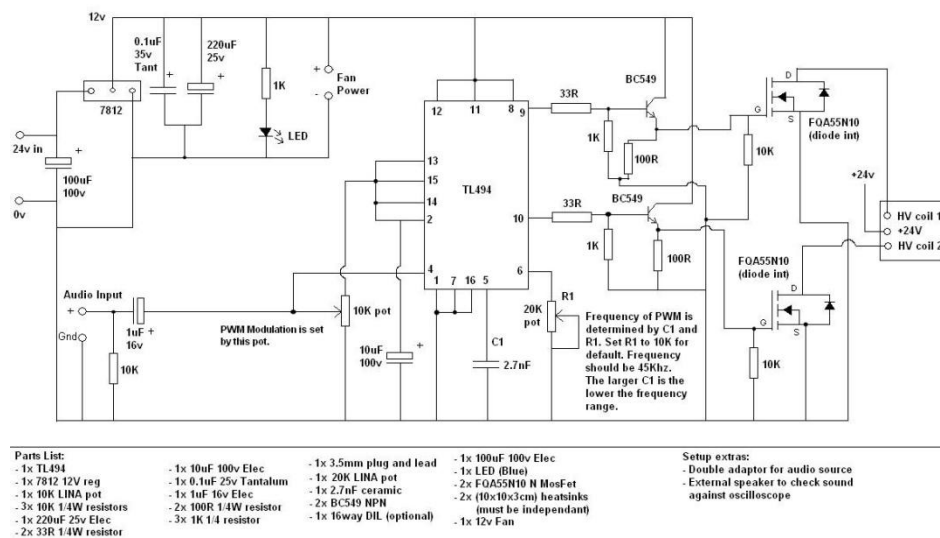 12v
0.1uF
35v
Tant
+
220uF
25v
+
7812
24v in
+
100uF
100v
0v
1K
LED
+
-
Fan
Power
12
11
8
9
13
15
14
2
TL494
10
4
6
1
7
16
5
33R
BC549
1K
100R
33R
BC549
1K
100R
10K
D
G
S
FQA55N10
(diode int)
+24v
HV coil 1
+24V
HV coil 2
FQA55N10
(diode int)
D
G
S
10K
Audio Input
+
Gnd
1uF +
16v
10K
PWM Modulation is set
by this pot.
10K pot
10uF
100v
+
C1
2.7nF
20K
pot
R1
Frequency of PWM is
determined by C1 and
R1. Set R1 to 10K for
default. Frequency
should be 45Khz.
The larger C1 is the
lower the frequency
range.
Parts List:
- 1x TL494
- 1x 7812 12V reg
- 1x 10K LINA pot
- 3x 10K 1/4W resistors
- 1x 220uF 25v Elec
- 2x 33R 1/4W resistor
- 1x 10uF 100v Elec
- 1x 0.1uF 25v Tantalum
- 1x 1uF 16v Elec
- 2x 100R 1/4W resistor
- 3x 1K 1/4 resistor
- 1x 3.5mm plug and lead
- 1x 20K LINA pot
- 1x 2.7nF ceramic
- 2x BC549 NPN
- 1x 16way DIL (optional)
- 1x 100uF 100v Elec
- 1x LED (Blue)
- 2x FQA55N10 N MosFet
- 2x (10x10x3cm) heatsinks
(must be independant)
- 1x 12v Fan
Setup extras:
- Double adaptor for audio source
- External speaker to check sound
against oscilloscope